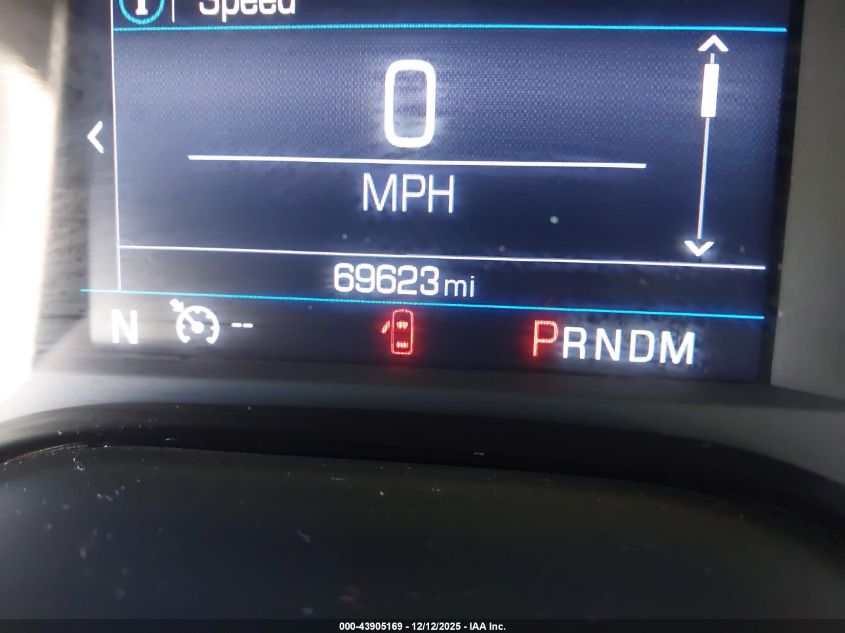 i Speed
0
MPH
69623 mi
N -- PRNDM
000-43905169 - 12/12/2025 - IAA Inc.